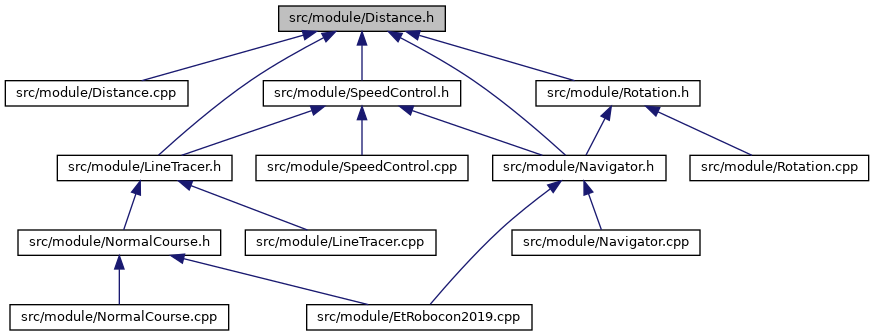 src/module/Distance.h
src/module/Distance.cpp
src/module/SpeedControl.h
src/module/Rotation.h
src/module/LineTracer.h
src/module/SpeedControl.cpp
src/module/Navigator.h
src/module/Rotation.cpp
src/module/NormalCourse.h
src/module/LineTracer.cpp
src/module/Navigator.cpp
src/module/NormalCourse.cpp
src/module/EtRobocon2019.cpp